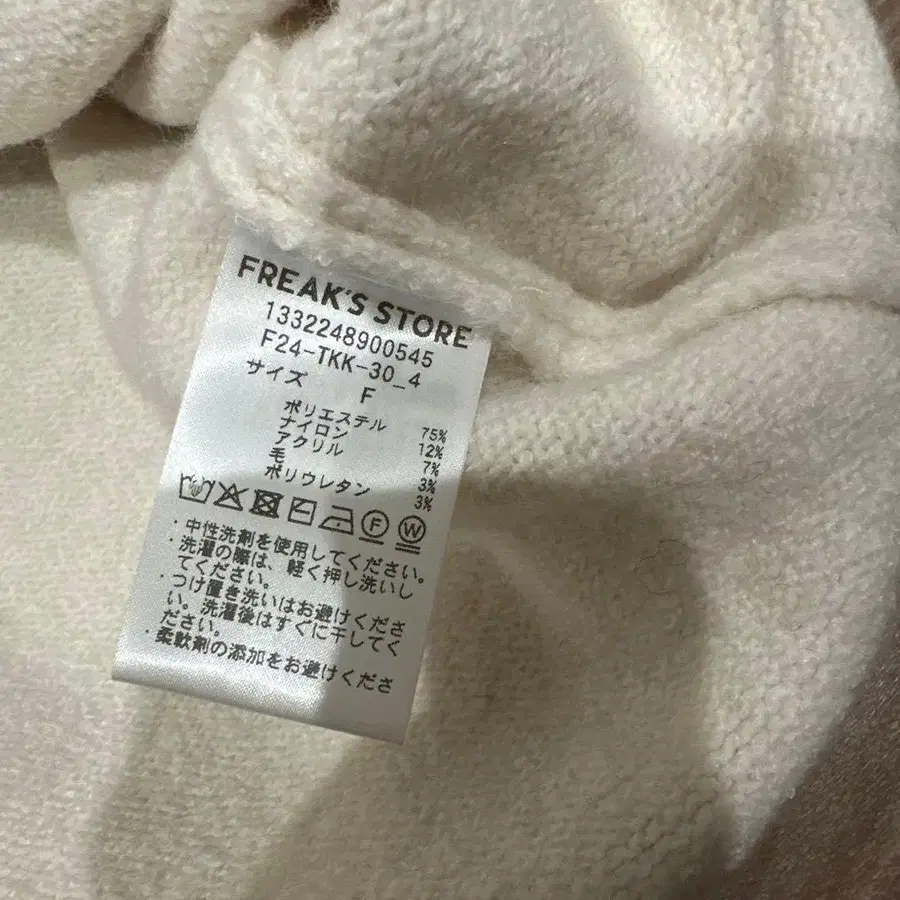 FREAK'S STORE
1332248900545
F24-TKK-30_4
サイズ F
ポリエステル 75%
ナイロン 12%
アクリル 7%
毛 3%
ポリウレタン 3%
F W
・中性洗剤を使用してください。
・洗濯の際は、軽く押し洗いし
てください。
・つけ置き洗いはお避けくださ
い。洗濯後はすぐに干してく
ださい。
・柔軟剤の添加をお避けくださ